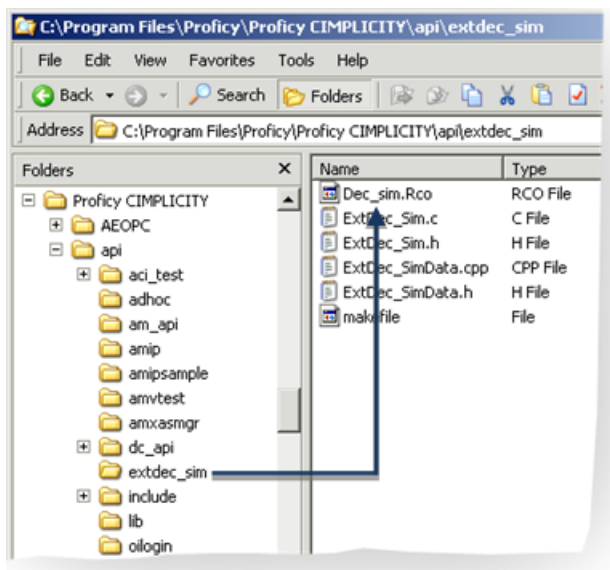 C:\Program Files\Proficy\Proficy CIMPLICITY\api\extdec_sim
File Edit View Favorites Tools Help
Back Search Folders
Address C:\Program Files\Proficy\Proficy CIMPLICITY\api\extdec_sim
Folders
Proficy CIMPLICITY
AEOPC
api
aci_test
adhoc
am_api
amip
amipsample
amvtest
amxasmgr
dc_api
extdec_sim
include
lib
oilogin
Name Type
Dec_sim.Rco RCO File
ExtDec_Sim.c C File
ExtDec_Sim.h H File
ExtDec_SimData.cpp CPP File
ExtDec_SimData.h H File
makefile File